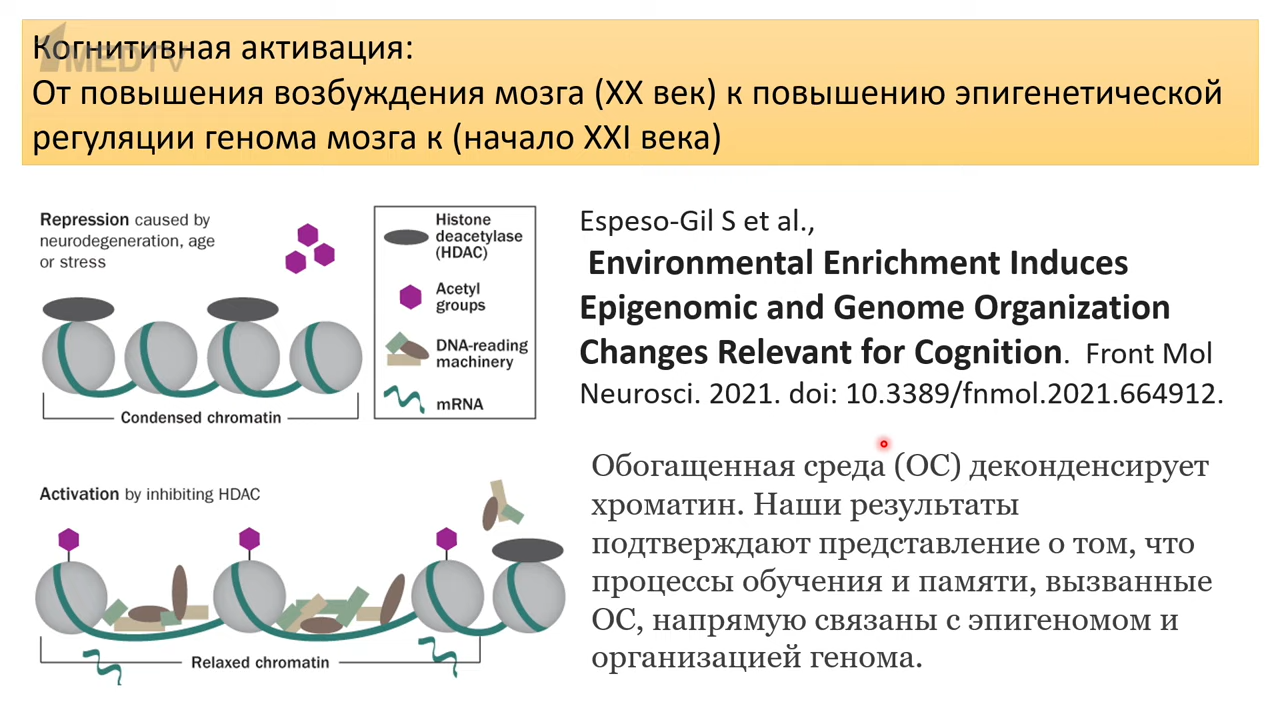 1MEDTV
Когнитивная активация:
От повышения возбуждения мозга (XX век) к повышению эпигенетической
регуляции генома мозга к (начало XXI века)
Repression caused by
neurodegeneration, age
or stress
Histone
deacetylase
(HDAC)
Acetyl
groups
DNA-reading
machinery
mRNA
Condensed chromatin
Activation by inhibiting HDAC
Relaxed chromatin
Espeso-Gil S et al.,
Environmental Enrichment Induces
Epigenomic and Genome Organization
Changes Relevant for Cognition. Front Mol
Neurosci. 2021. doi: 10.3389/fnmol.2021.664912.
Обогащенная среда (ОС) деконденсирует
хроматин. Наши результаты
подтверждают представление о том, что
процессы обучения и памяти, вызванные
ОС, напрямую связаны с эпигеномом и
организацией генома.